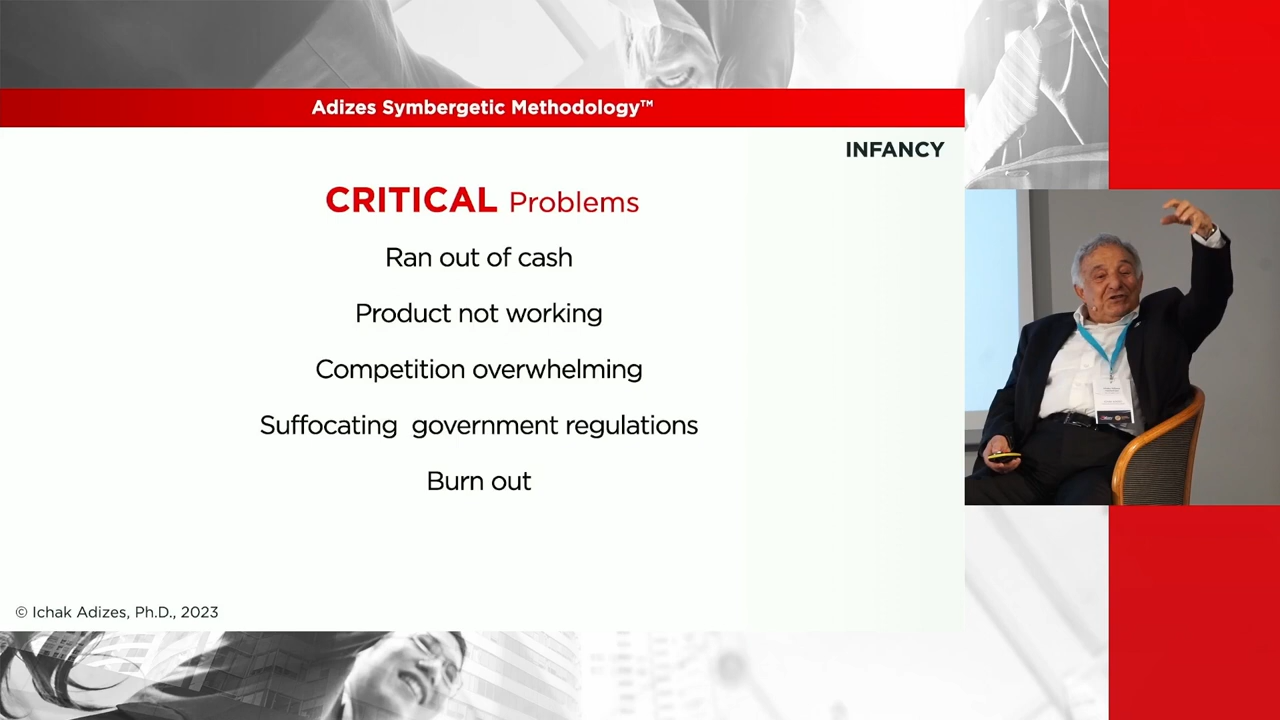 Adizes Symbergetic Methodology™
INFANCY
CRITICAL Problems
Ran out of cash
Product not working
Competition overwhelming
Suffocating government regulations
Burn out
© Ichak Adizes, Ph.D., 2023